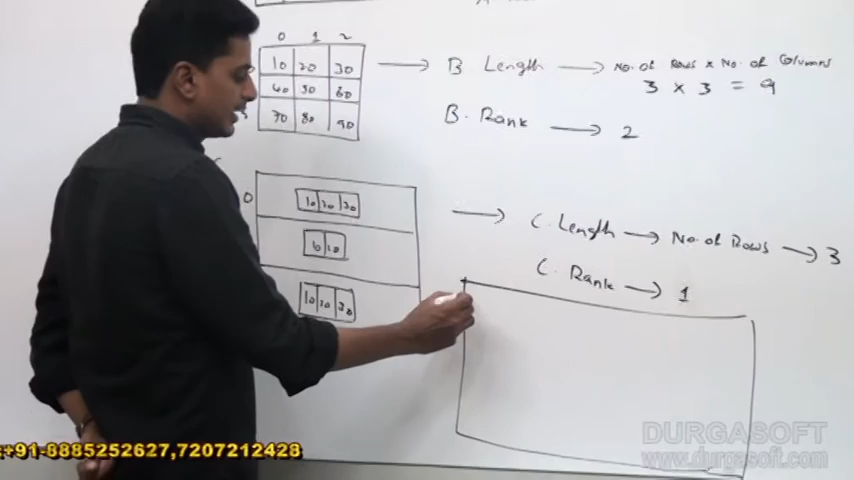 0 1 2
10 20 30
40 50 60
70 80 90
B Length → No. of Rows x No. of Columns
3 x 3 = 9
B. Rank → 2
0
10 20 30
10
10 20 30
C. Length → No. of Rows → 3
C. Rank → 1
DURGASOFT
www.durgasoft.com
+91-8885252627,7207212428